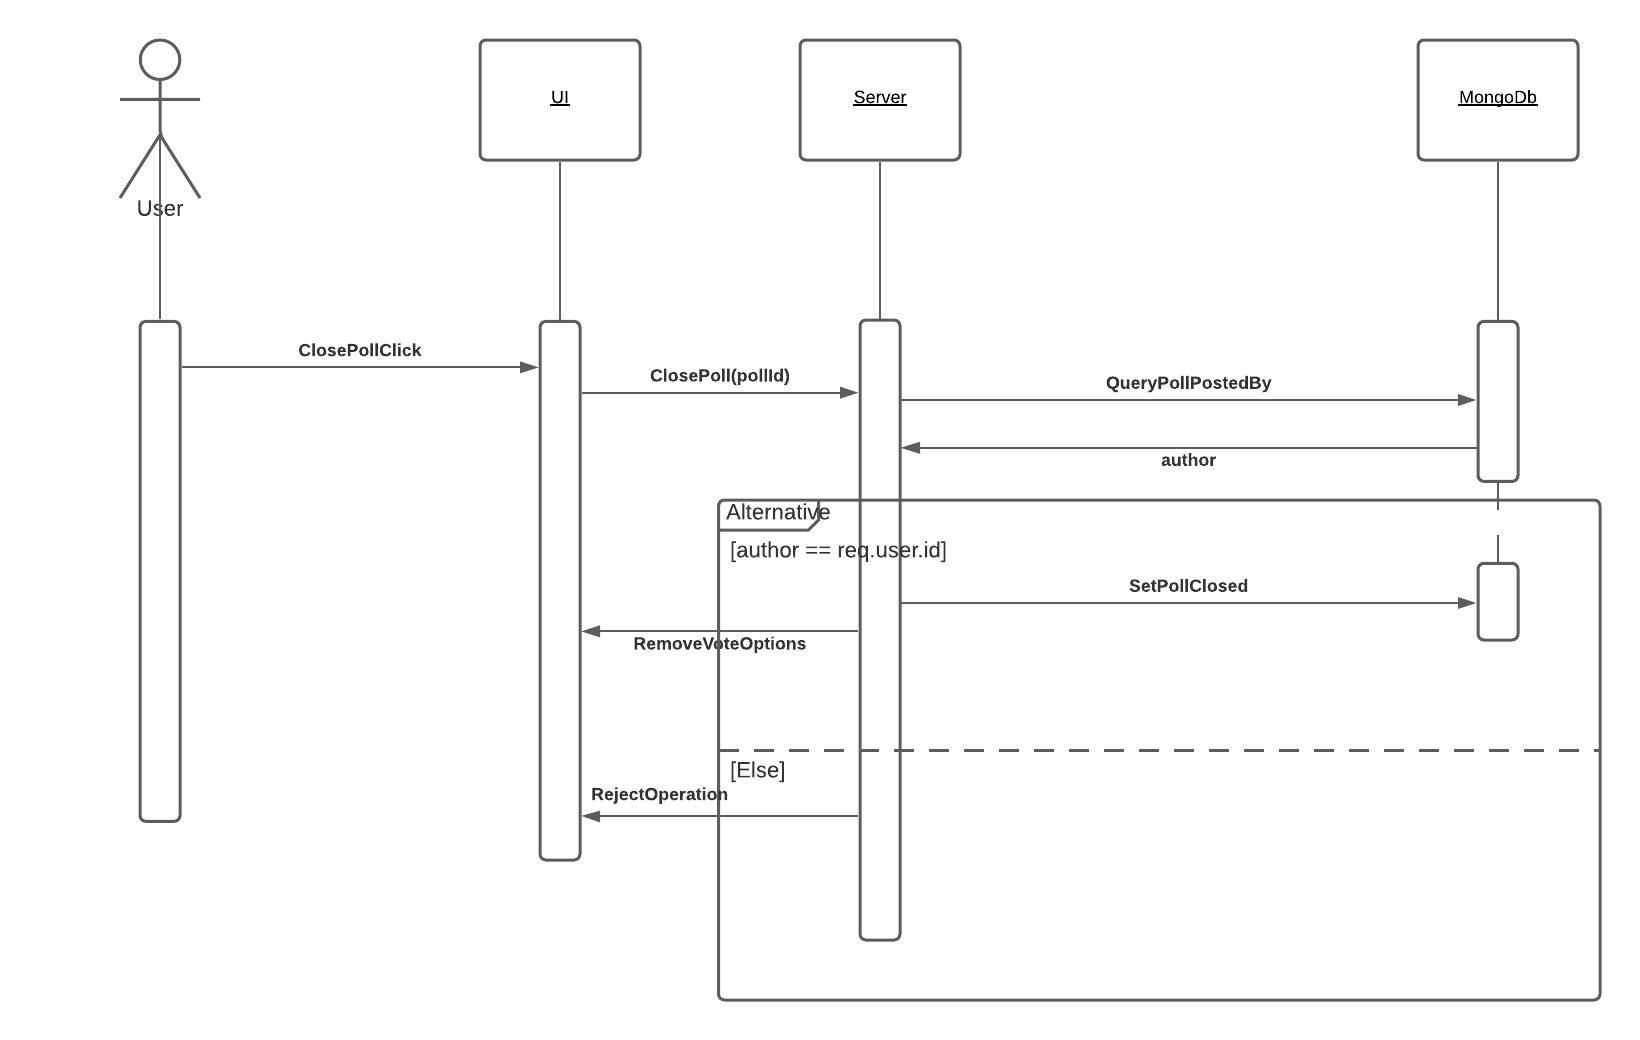 UI
Server
MongoDb
User
ClosePollClick
ClosePoll(pollId)
QueryPollPostedBy
author
Alternative
[author == req.user.id]
SetPollClosed
RemoveVoteOptions
[Else]
RejectOperation